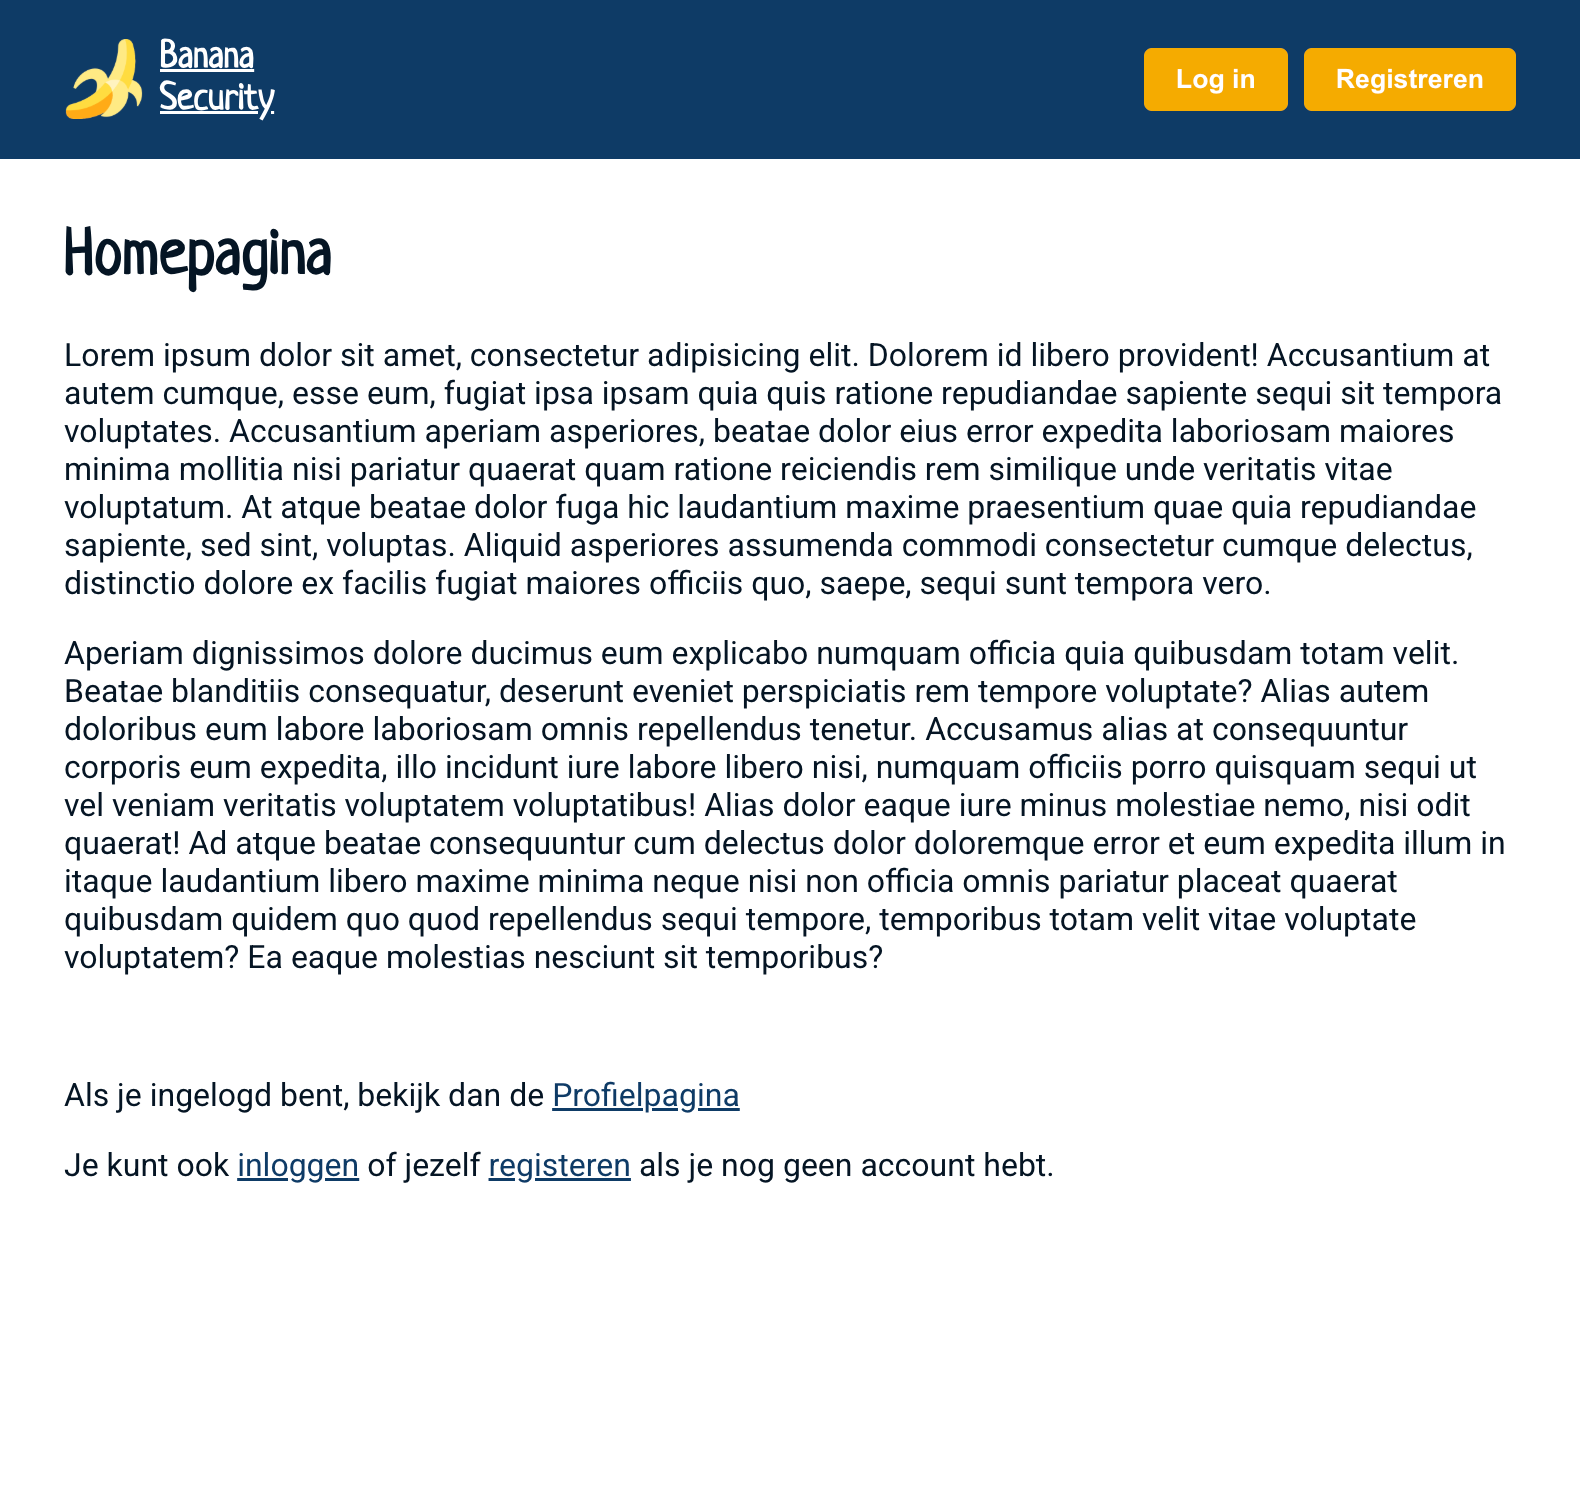 Banana
Security
Log in
Registreren
Homepagina
Lorem ipsum dolor sit amet, consectetur adipisicing elit. Dolorem id libero provident! Accusantium at
autem cumque, esse eum, fugiat ipsa ipsam quia quis ratione repudiandae sapiente sequi sit tempora
voluptates. Accusantium aperiam asperiores, beatae dolor eius error expedita laboriosam maiores
minima mollitia nisi pariatur quaerat quam ratione reiciendis rem similique unde veritatis vitae
voluptatum. At atque beatae dolor fuga hic laudantium maxime praesentium quae quia repudiandae
sapiente, sed sint, voluptas. Aliquid asperiores assumenda commodi consectetur cumque delectus,
distinctio dolore ex facilis fugiat maiores officiis quo, saepe, sequi sunt tempora vero.
Aperiam dignissimos dolore ducimus eum explicabo numquam officia quia quibusdam totam velit.
Beatae blanditiis consequatur, deserunt eveniet perspiciatis rem tempore voluptate? Alias autem
doloribus eum labore laboriosam omnis repellendus tenetur. Accusamus alias at consequuntur
corporis eum expedita, illo incidunt iure labore libero nisi, numquam officiis porro quisquam sequi ut
vel veniam veritatis voluptatem voluptatibus! Alias dolor eaque iure minus molestiae nemo, nisi odit
quaerat! Ad atque beatae consequuntur cum delectus dolor doloremque error et eum expedita illum in
itaque laudantium libero maxime minima neque nisi non officia omnis pariatur placeat quaerat
quibusdam quidem quo quod repellendus sequi tempore, temporibus totam velit vitae voluptate
voluptatem? Ea eaque molestias nesciunt sit temporibus?
Als je ingelogd bent, bekijk dan de Profielpagina
Je kunt ook inloggen of jezelf registeren als je nog geen account hebt.